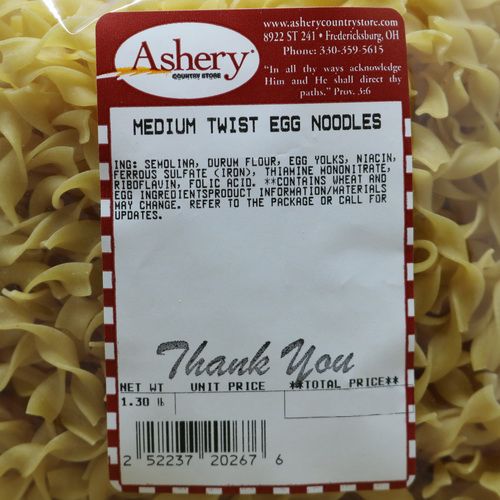 www.asherycountrystore.com
8922 ST 241 • Fredericksburg, OH
Phone: 330-359-5615
"In all thy ways acknowledge
Him and He shall direct thy
paths." Prov. 3:6
Ashery
COUNTRY STORE
MEDIUM TWIST EGG NOODLES
ING: SEMOLINA, DURUM FLOUR, EGG YOLKS, NIACIN,
FERROUS SULFATE (IRON), THIAMINE MONONITRATE,
RIBOFLAVIN, FOLIC ACID. **CONTAINS WHEAT AND
EGG INGREDIENTSPRODUCT INFORMATION/MATERIALS
MAY CHANGE. REFER TO THE PACKAGE OR CALL FOR
UPDATES.
Thank You
NET WT UNIT PRICE **TOTAL PRICE**
1.30 lb
2 52237 20267 6